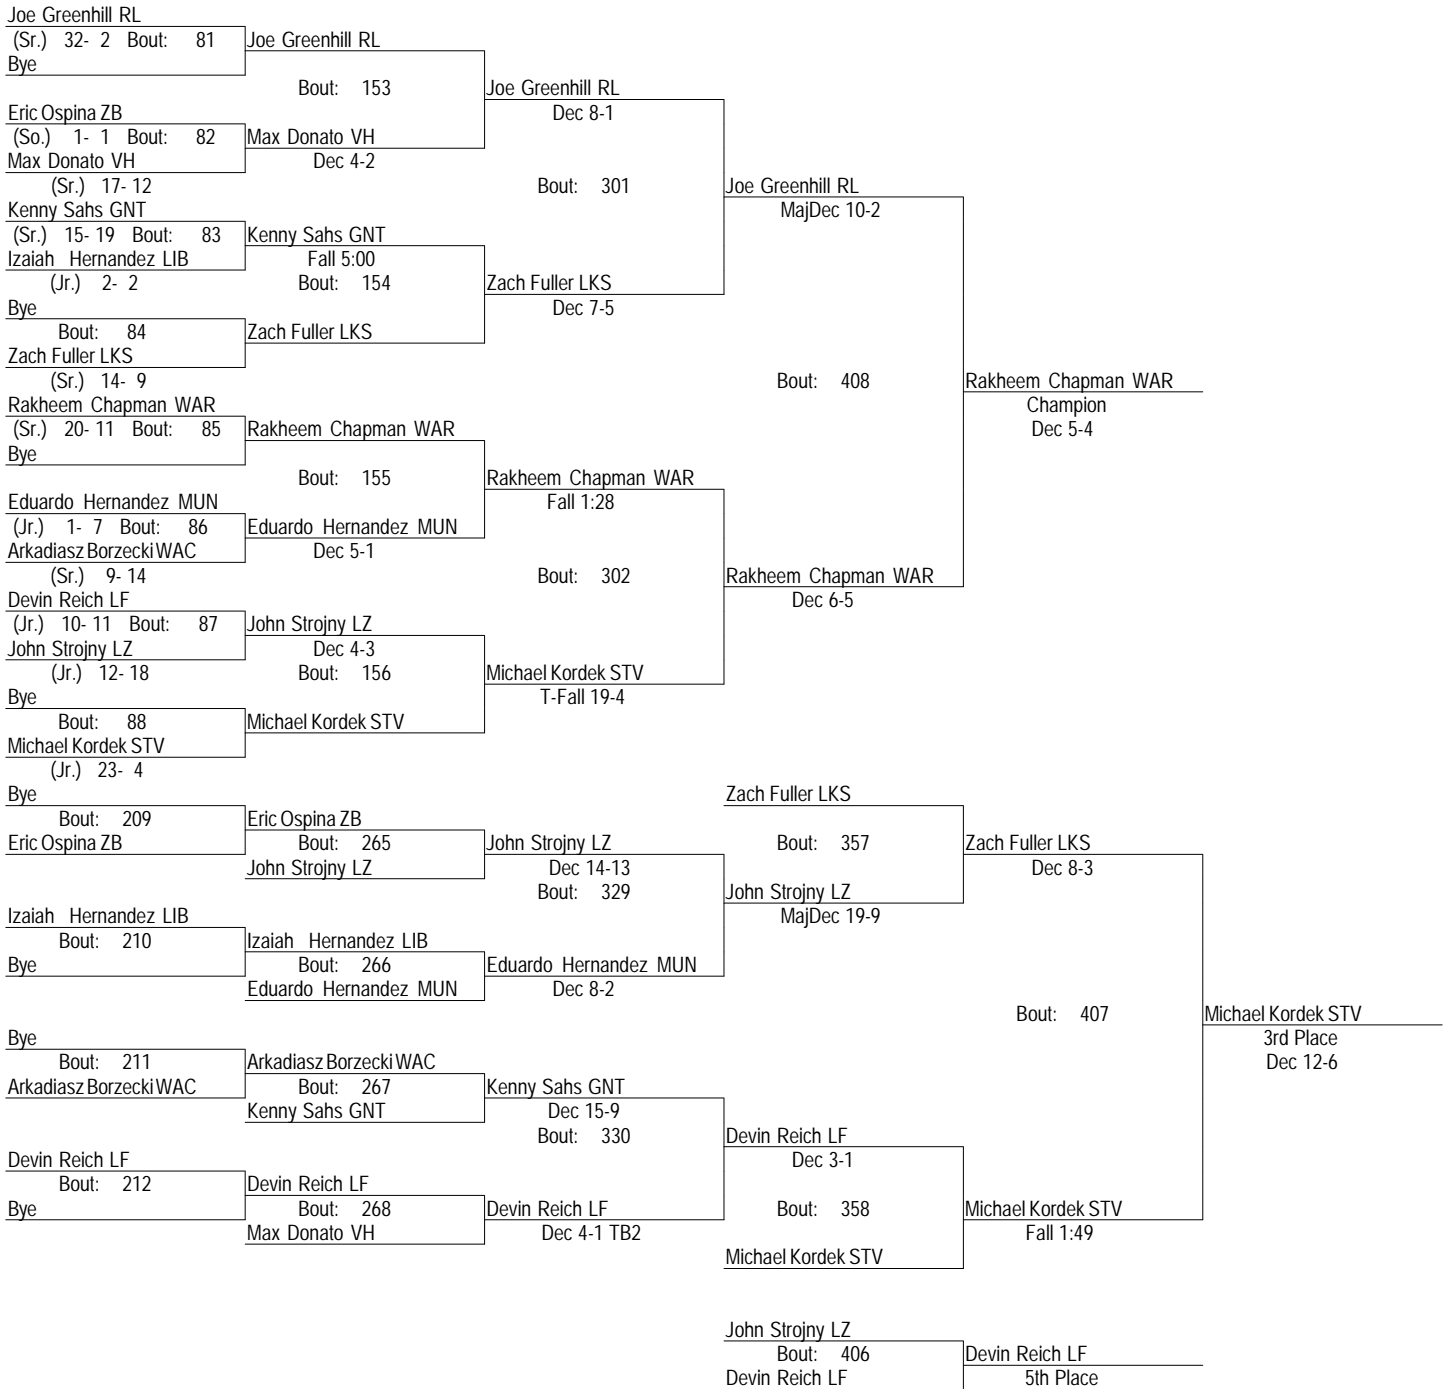 Joe Greenhill RL
(Sr.) 32- 2 Bout: 81 Joe Greenhill RL
Bye
Bout: 153 Joe Greenhill RL
Eric Ospina ZB Dec 8-1
(So.) 1- 1 Bout: 82 Max Donato VH
Max Donato VH Dec 4-2
(Sr.) 17- 12 Bout: 301 Joe Greenhill RL
Kenny Sahs GNT MajDec 10-2
(Sr.) 15- 19 Bout: 83 Kenny Sahs GNT
Izaiah Hernandez LIB Fall 5:00
(Jr.) 2- 2 Bout: 154 Zach Fuller LKS
Bye Dec 7-5
Bout: 84 Zach Fuller LKS
Zach Fuller LKS
(Sr.) 14- 9 Bout: 408 Rakheem Chapman WAR
Rakheem Chapman WAR Champion
(Sr.) 20- 11 Bout: 85 Rakheem Chapman WAR Dec 5-4
Bye
Bout: 155 Rakheem Chapman WAR
Eduardo Hernandez MUN Fall 1:28
(Jr.) 1- 7 Bout: 86 Eduardo Hernandez MUN
Arkadiasz Borzecki WAC Dec 5-1
(Sr.) 9- 14 Bout: 302 Rakheem Chapman WAR
Devin Reich LF Dec 6-5
(Jr.) 10- 11 Bout: 87 John Strojny LZ
John Strojny LZ Dec 4-3
(Jr.) 12- 18 Bout: 156 Michael Kordek STV
Bye T-Fall 19-4
Bout: 88 Michael Kordek STV
Michael Kordek STV
(Jr.) 23- 4
Bye Zach Fuller LKS
Bout: 209 Eric Ospina ZB
Eric Ospina ZB Bout: 265 John Strojny LZ Bout: 357 Zach Fuller LKS
John Strojny LZ Dec 14-13 Dec 8-3
Bout: 329 John Strojny LZ
Izaiah Hernandez LIB MajDec 19-9
Bout: 210 Izaiah Hernandez LIB
Bye Bout: 266 Eduardo Hernandez MUN
Eduardo Hernandez MUN Dec 8-2
Bout: 407 Michael Kordek STV
Bye 3rd Place
Bout: 211 Arkadiasz Borzecki WAC Dec 12-6
Arkadiasz Borzecki WAC Bout: 267 Kenny Sahs GNT
Kenny Sahs GNT Dec 15-9
Bout: 330 Devin Reich LF
Devin Reich LF Dec 3-1
Bout: 212 Devin Reich LF
Bye Bout: 268 Devin Reich LF Bout: 358 Michael Kordek STV
Max Donato VH Dec 4-1 TB2 Fall 1:49
Michael Kordek STV
John Strojny LZ
Bout: 406 Devin Reich LF
Devin Reich LF 5th Place